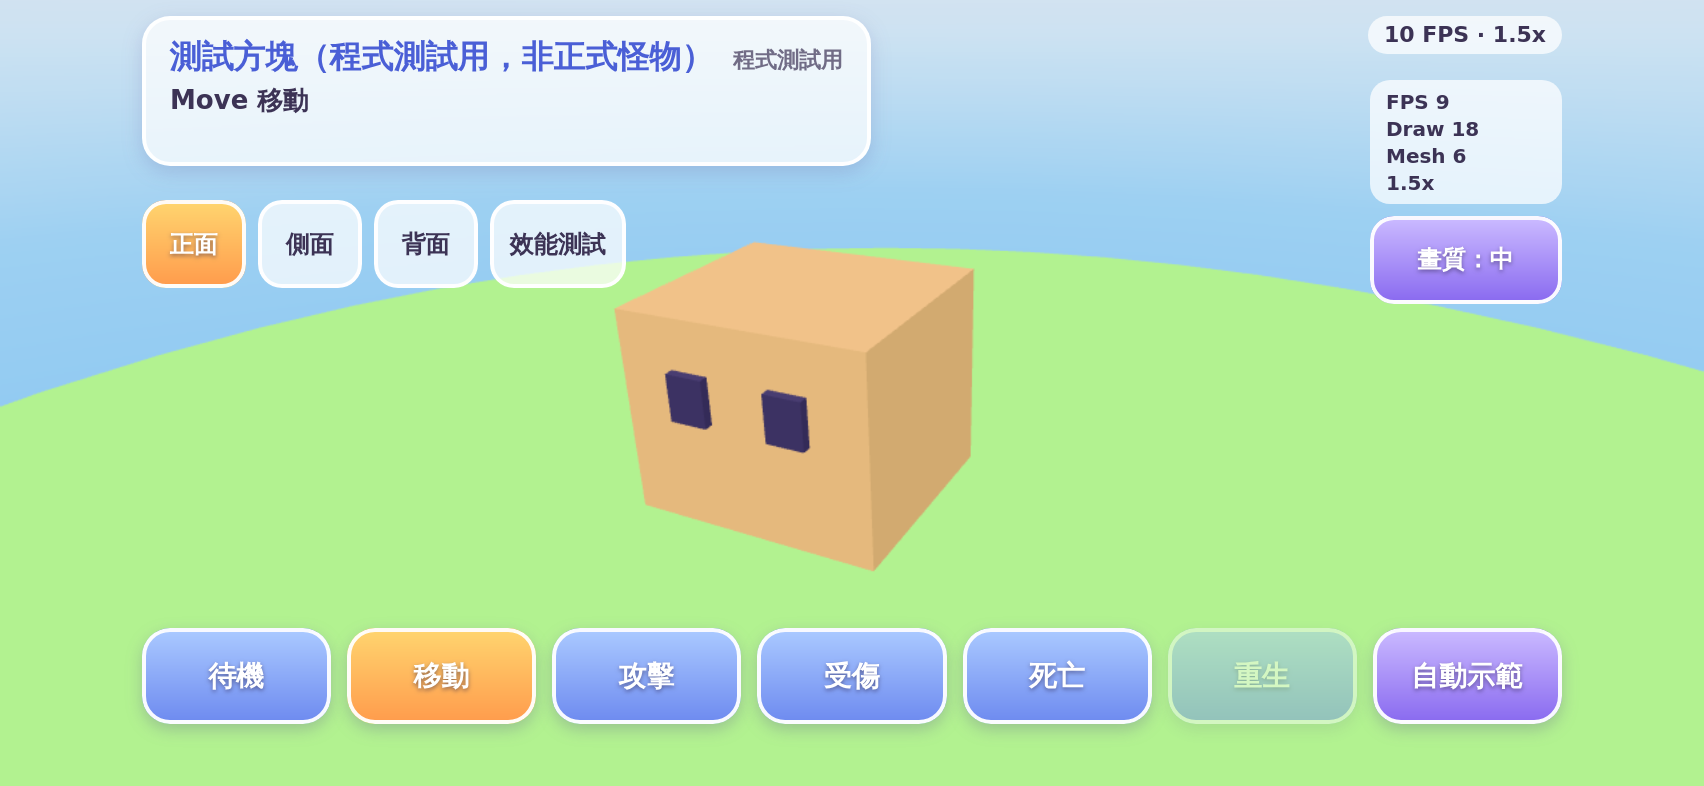 測試方塊（程式測試用，非正式怪物） 程式測試用
Move 移動
10 FPS · 1.5x
FPS 9
Draw 18
Mesh 6
1.5x
正面
側面
背面
效能測試
畫質：中
待機
移動
攻擊
受傷
死亡
重生
自動示範